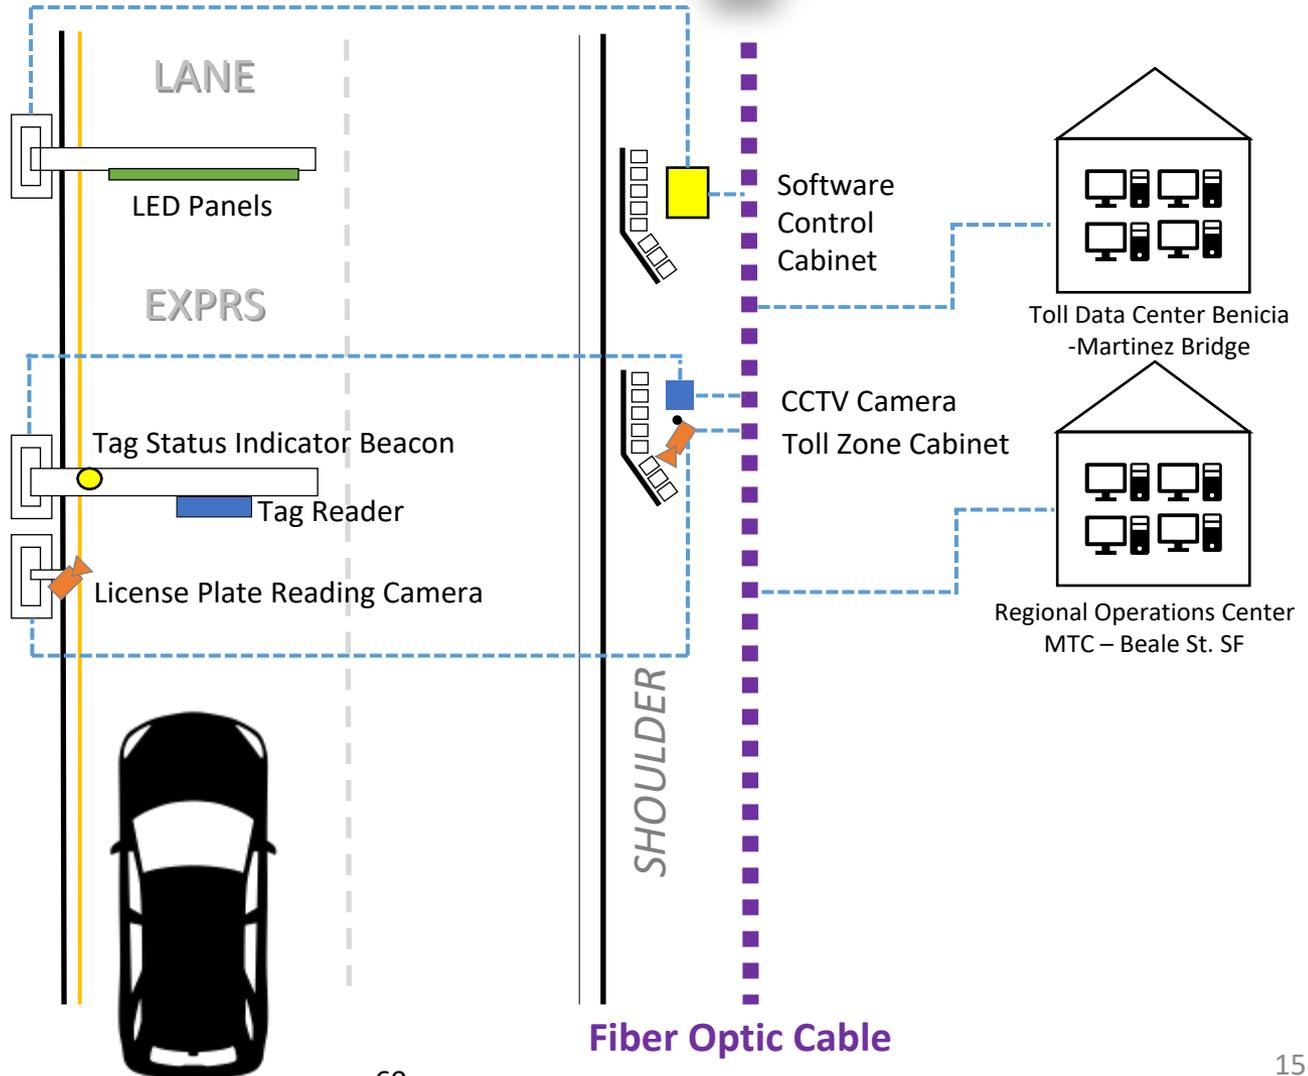 LANE
LED Panels
Software
Control
Cabinet
EXPRS
Toll Data Center Benicia
-Martinez Bridge
CCTV Camera
Toll Zone Cabinet
Tag Status Indicator Beacon
Tag Reader
License Plate Reading Camera
Regional Operations Center
MTC – Beale St. SF
SHOULDER
Fiber Optic Cable
15